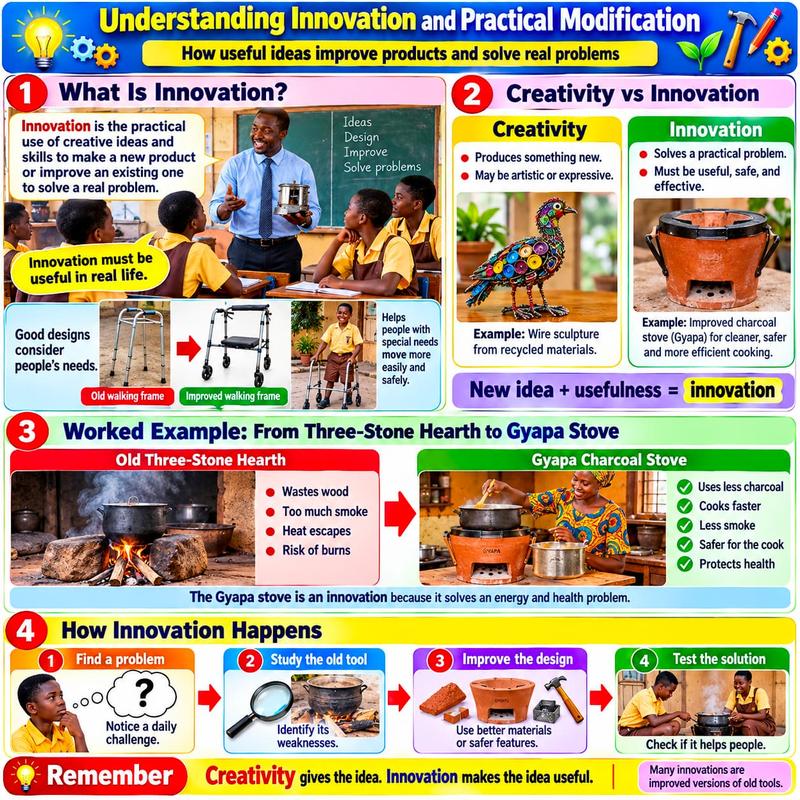 Understanding Innovation and Practical Modification
How useful ideas improve products and solve real problems
1 What Is Innovation?
Innovation is the practical
use of creative ideas and
skills to make a new product
or improve an existing one
to solve a real problem.
Ideas
Design
Improve
Solve problems
Innovation must be
useful in real life.
Good designs
consider
people's needs.
Old walking frame
Improved walking frame
Helps
people with
special needs
move more
easily and
safely.
2 Creativity vs Innovation
Creativity
Produces something new.
May be artistic or expressive.
Example: Wire sculpture
from recycled materials.
Innovation
Solves a practical problem.
Must be useful, safe, and
effective.
Example: Improved charcoal
stove (Gyapa) for cleaner, safer
and more efficient cooking.
New idea + usefulness = innovation
3 Worked Example: From Three-Stone Hearth to Gyapa Stove
Old Three-Stone Hearth
Wastes wood
Too much smoke
Heat escapes
Risk of burns
Gyapa Charcoal Stove
GYAPA
Uses less charcoal
Cooks faster
Less smoke
Safer for the cook
Protects health
The Gyapa stove is an innovation because it solves an energy and health problem.
4 How Innovation Happens
1 Find a problem
?
Notice a daily
challenge.
2 Study the old tool
Identify its
weaknesses.
3 Improve the design
Use better materials
or safer features.
4 Test the solution
Check if it helps people.
Remember
Creativity gives the idea. Innovation makes the idea useful.
Many innovations are
improved versions of old tools.